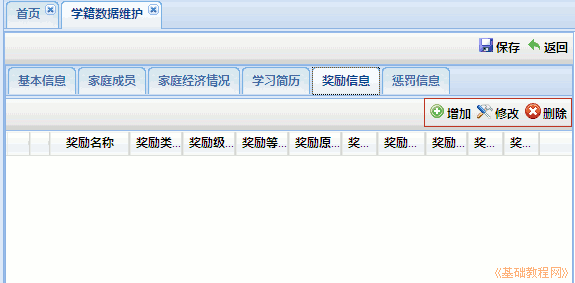 首页 学籍数据维护
保存 返回
基本信息 家庭成员 家庭经济情况 学习简历 奖励信息 惩罚信息
增加 修改 删除
奖励名称 奖励类... 奖励级... 奖励等... 奖励原... 奖... 奖励... 奖励... 奖... 奖...
《基础教程网》